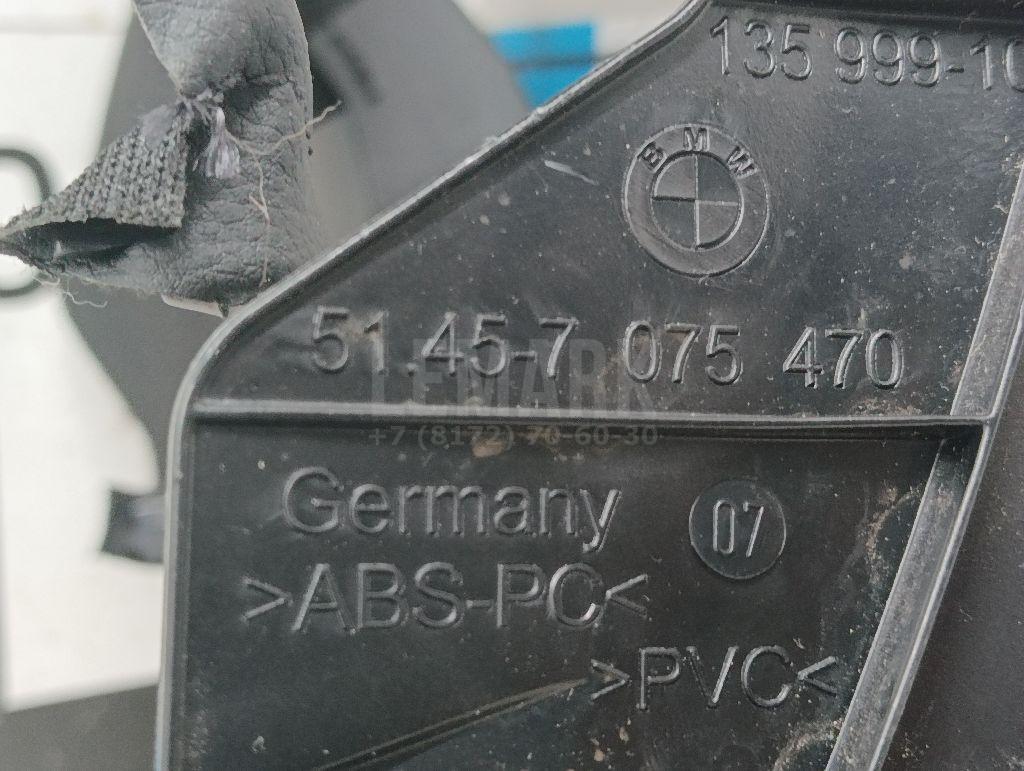 135 999-10
BMW
51.45-7 075 470
LEMARK
+7 (8172) 70-60-30
Germany
07
>ABS-PC<
>PVC<